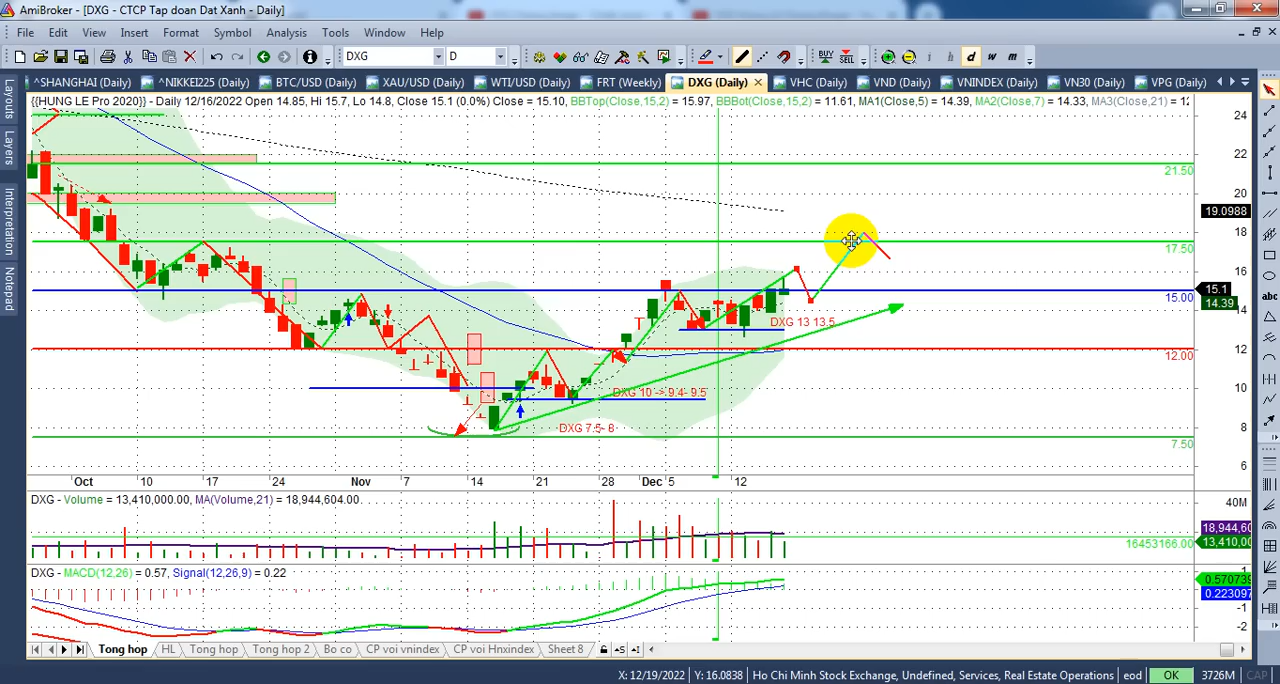 AmiBroker - [DXG - CTCP Tap doan Dat Xanh - Daily]
File Edit View Insert Format Symbol Analysis Tools Window Help
DXG D BUY SELL i h d w m
^SHANGHAI (Daily) ^NIKKEI225 (Daily) BTC/USD (Daily) XAU/USD (Daily) WTI/USD (Daily) FRT (Weekly) DXG (Daily) VHC (Daily) VND (Daily) VNINDEX (Daily) VN30 (Daily) VPG (Daily)
Layouts
Layers
Interpretation
Notepad
{{HUNG LE Pro 2020}} - Daily 12/16/2022 Open 14.85, Hi 15.7, Lo 14.8, Close 15.1 (0.0%) Close = 15.10, BBTop(Close,15,2) = 15.97, BBBot(Close,15,2) = 11.61, MA1(Close,5) = 14.39, MA2(Close,7) = 14.33, MA3(Close,21) = 12
24
22
21.50
20
19.0988
18
17.50
16
15.1
15.00
14.39
14
DXG 13 13.5
12
12.00
10
DXG 10 -> 9.4- 9.5
8
DXG 7.5- 8
7.50
6
Oct 10 17 24 Nov 7 14 21 28 Dec 5 12
DXG - Volume = 13,410,000.00, MA(Volume,21) = 18,944,604.00
40M
18,944,60
16453166.00
13,410,00
DXG - MACD(12,26) = 0.57, Signal(12,26,9) = 0.22
1
0.570739
0.223097
-1
-2
Tong hop HL Tong hop Tong hop 2 Bo co CP voi vnindex CP voi Hnxindex Sheet 8
X: 12/19/2022 Y: 16.0838 Ho Chi Minh Stock Exchange, Undefined, Services, Real Estate Operations eod OK 3726M CAP
abc